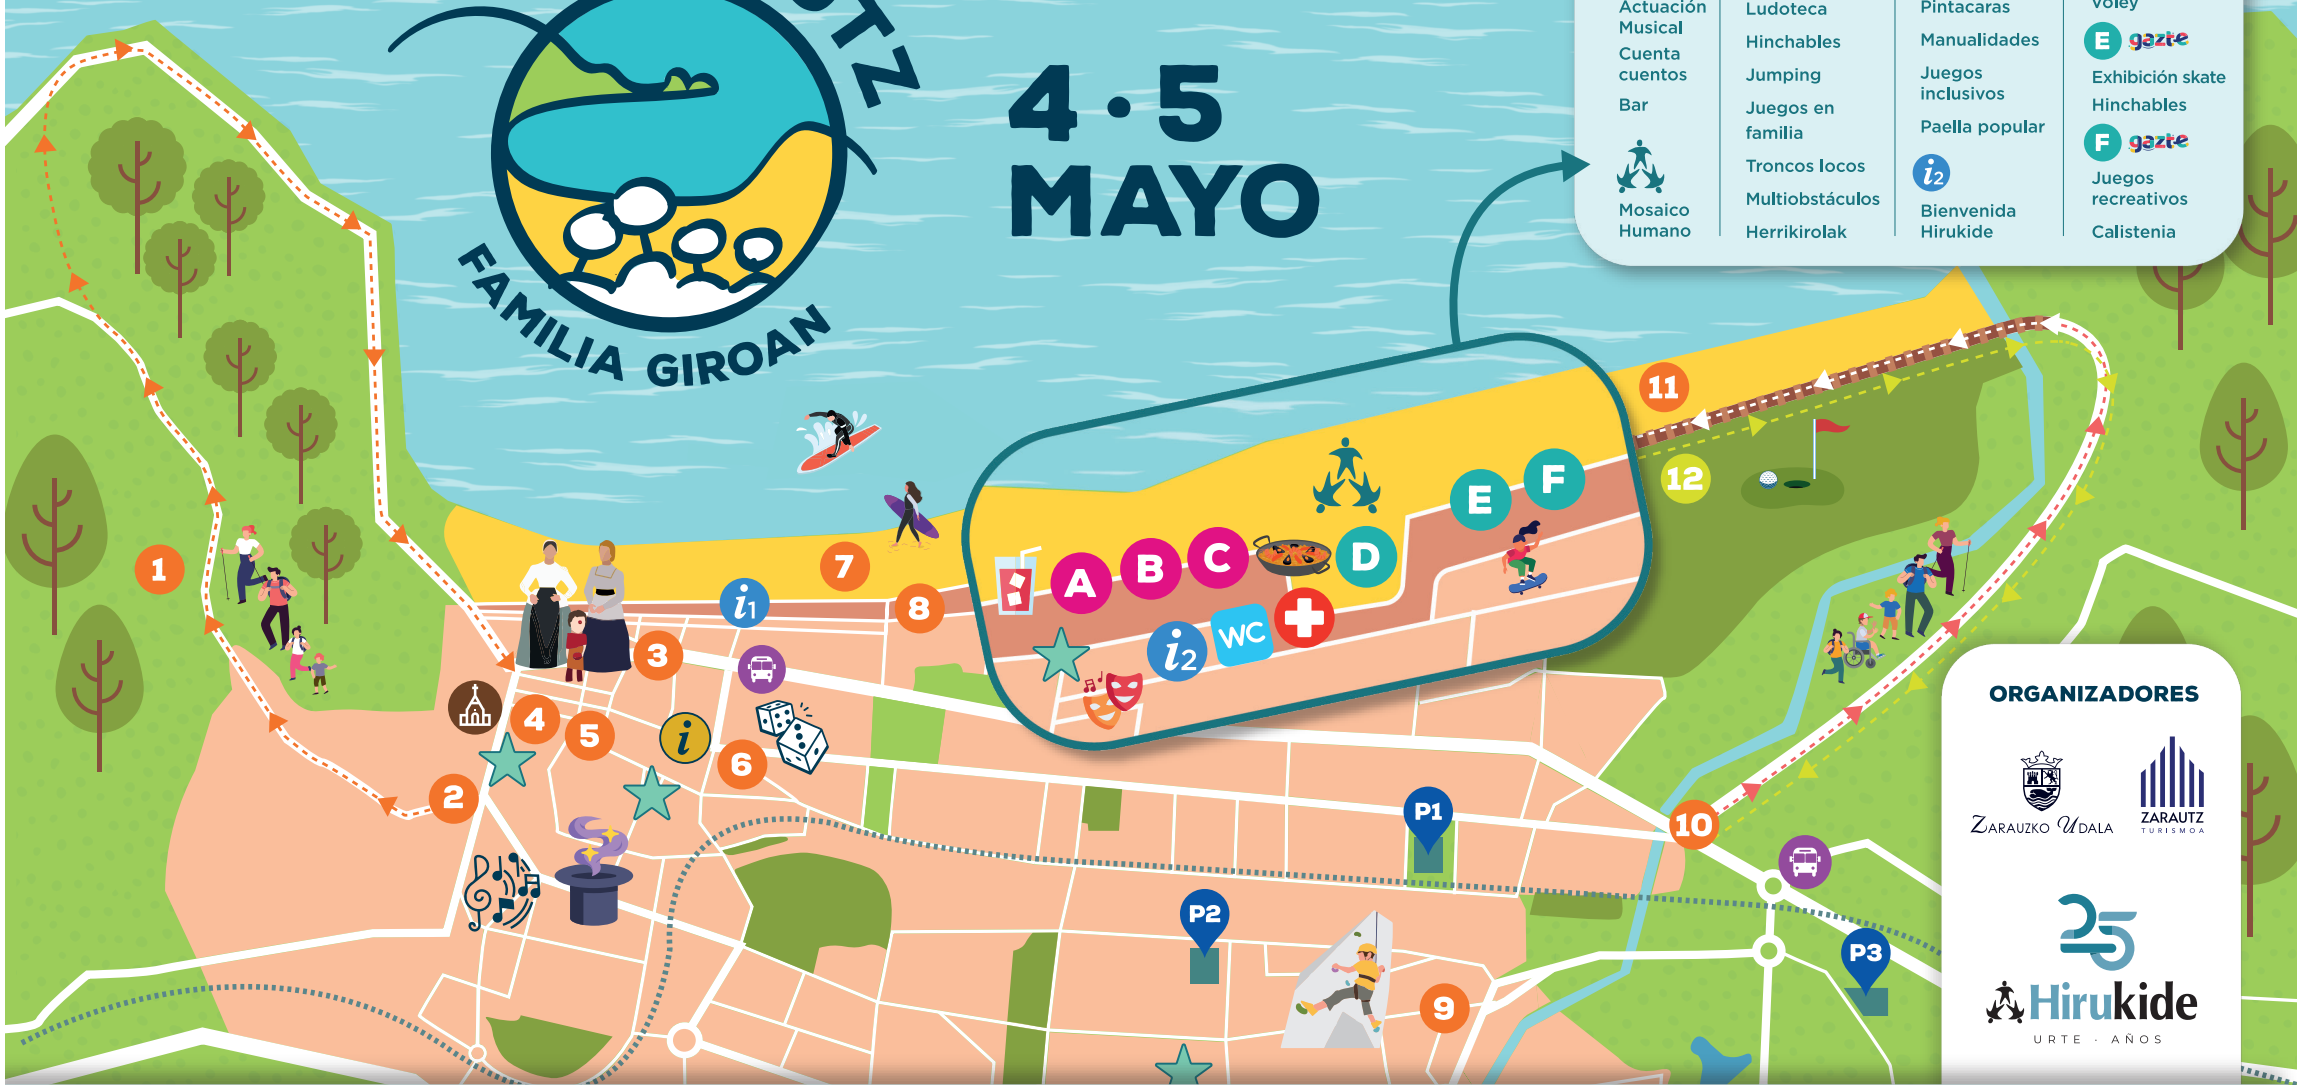 STZ
FAMILIA GIROAN
4 · 5
MAYO
Actuación
Musical
Cuenta
cuentos
Bar
Mosaico
Humano
Ludoteca
Hinchables
Jumping
Juegos en
familia
Troncos locos
Multiobstáculos
Herrikirolak
Pintacaras
Manualidades
Juegos
inclusivos
Paella popular
i2
Bienvenida
Hirukide
Voley
E gazte
Exhibición skate
Hinchables
F gazte
Juegos
recreativos
Calistenia
11
12
F
E
D
C
B
A
7
8
1
i1
i2
WC
3
4
5
i
6
2
P1
10
P2
P3
9
ORGANIZADORES
ZARAUZKO UDALA
ZARAUTZ
TURISMOA
25
Hirukide
URTE · AÑOS